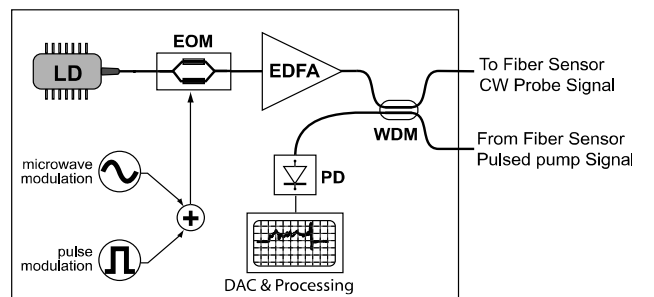 EOM
LD
EDFA
To Fiber Sensor
CW Probe Signal
WDM
From Fiber Sensor
Pulsed pump Signal
microwave
modulation
PD
pulse
modulation
DAC & Processing